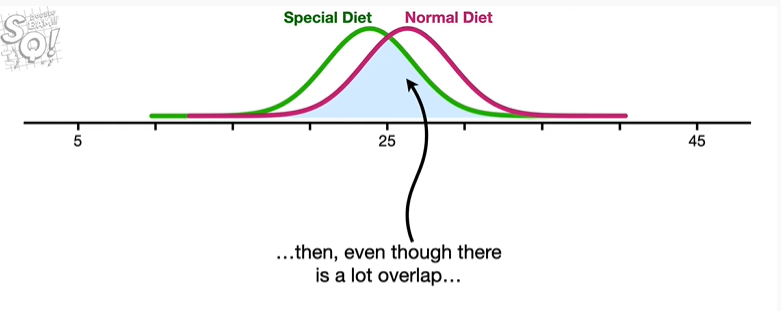 Special Diet Normal Diet
5 25 45
…then, even though there
is a lot overlap…